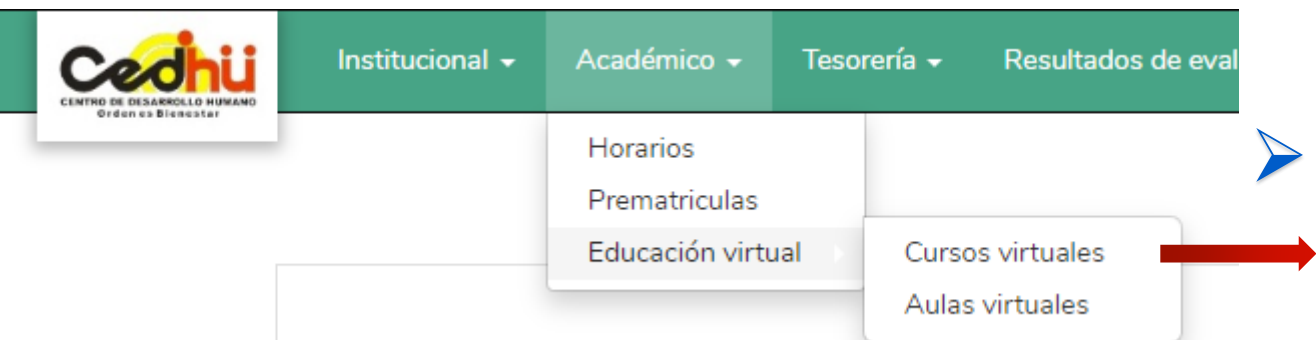 Cedhü
CENTRO DE DESARROLLO HUMANO
Orden es Bienestar
Institucional
Académico
Tesorería
Resultados de eval
Horarios
Prematriculas
Educación virtual
Cursos virtuales
Aulas virtuales